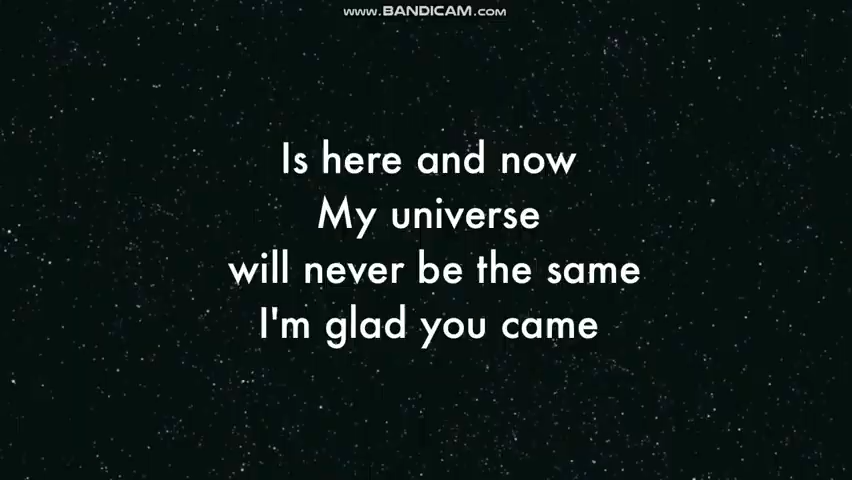 www.BANDICAM.com
Is here and now
My universe
will never be the same
I'm glad you came